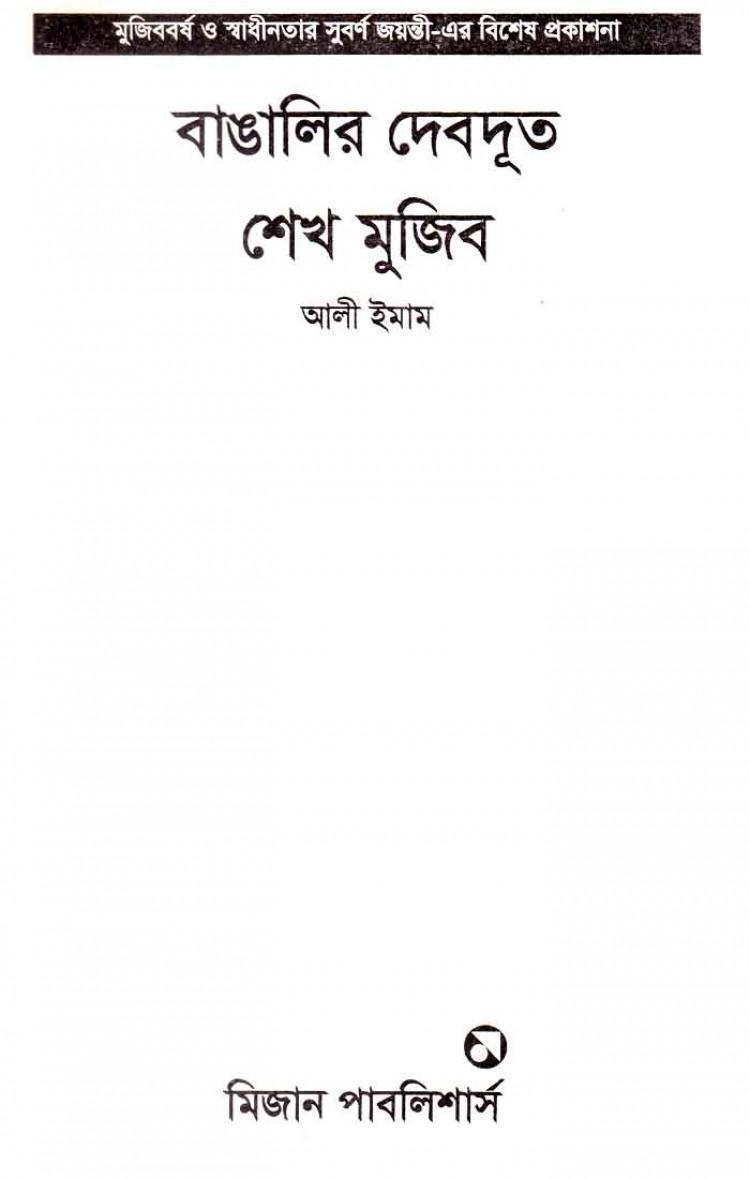 মুজিববর্ষ ও স্বাধীনতার সুবর্ণ জয়ন্তী-এর বিশেষ প্রকাশনা
বাঙালির দেবদূত
শেখ মুজিব
আলী ইমাম
মিজান পাবলিশার্স